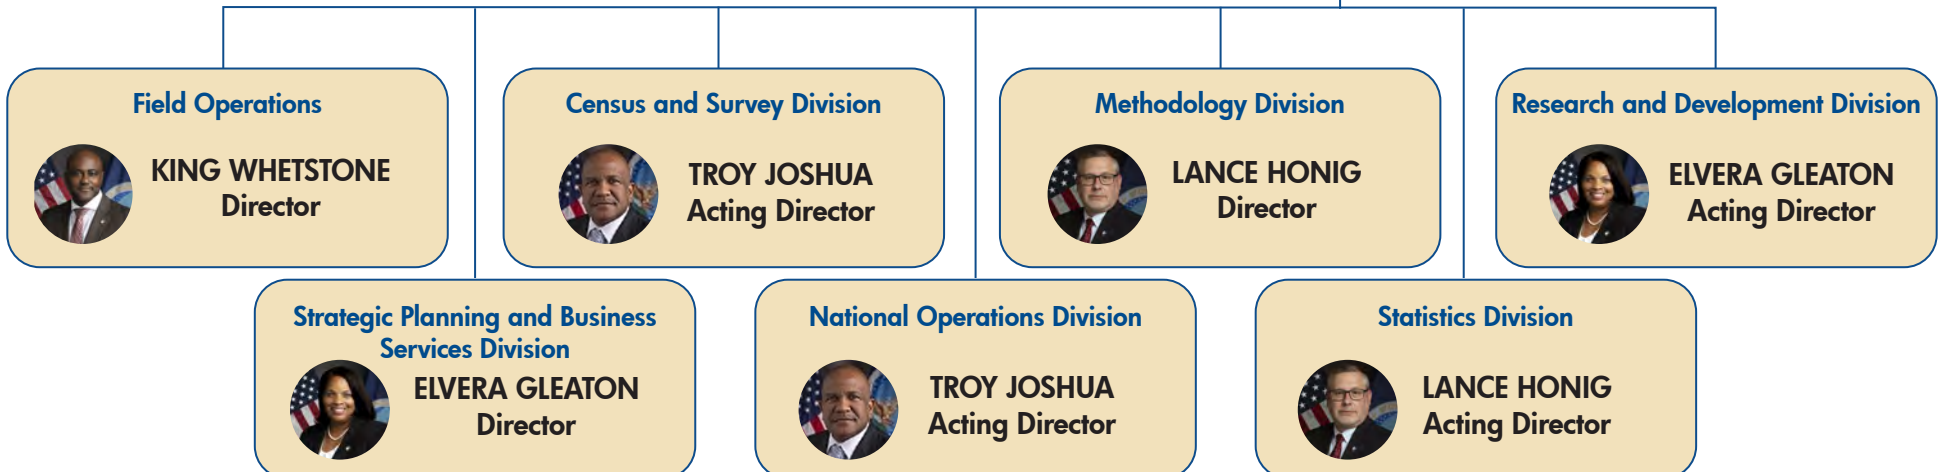 Field Operations
KING WHETSTONE
Director
Census and Survey Division
TROY JOSHUA
Acting Director
Methodology Division
LANCE HONIG
Director
Research and Development Division
ELVERA GLEATON
Acting Director
Strategic Planning and Business
Services Division
ELVERA GLEATON
Director
National Operations Division
TROY JOSHUA
Acting Director
Statistics Division
LANCE HONIG
Acting Director